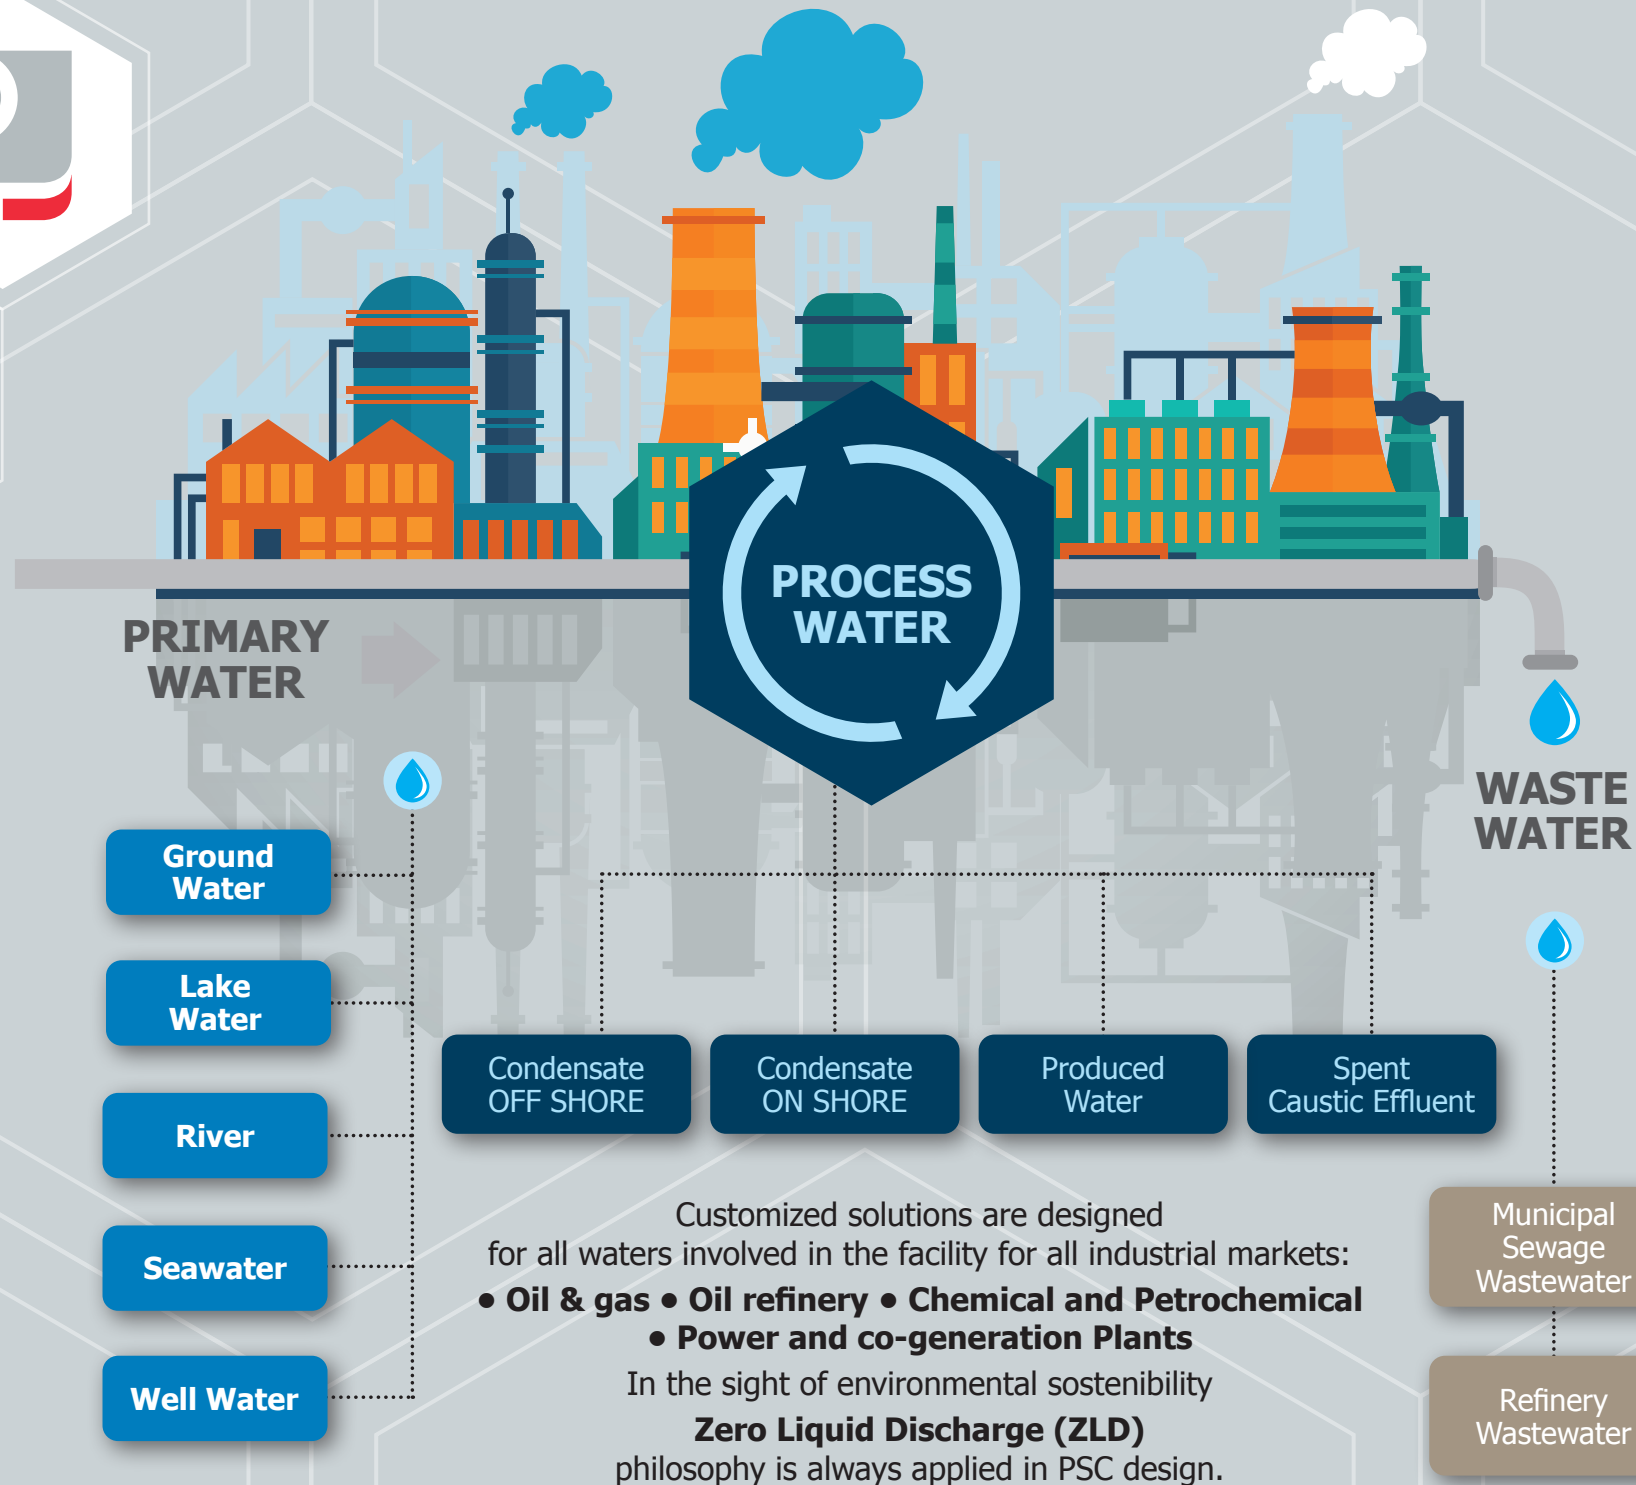 PROCESS
WATER
PRIMARY
WATER
WASTE
WATER
Ground
Water
Lake
Water
River
Seawater
Well Water
Condensate
OFF SHORE
Condensate
ON SHORE
Produced
Water
Spent
Caustic Effluent
Customized solutions are designed
for all waters involved in the facility for all industrial markets:
• Oil & gas • Oil refinery • Chemical and Petrochemical
• Power and co-generation Plants
In the sight of environmental sostenibility
Zero Liquid Discharge (ZLD)
philosophy is always applied in PSC design.
Municipal
Sewage
Wastewater
Refinery
Wastewater